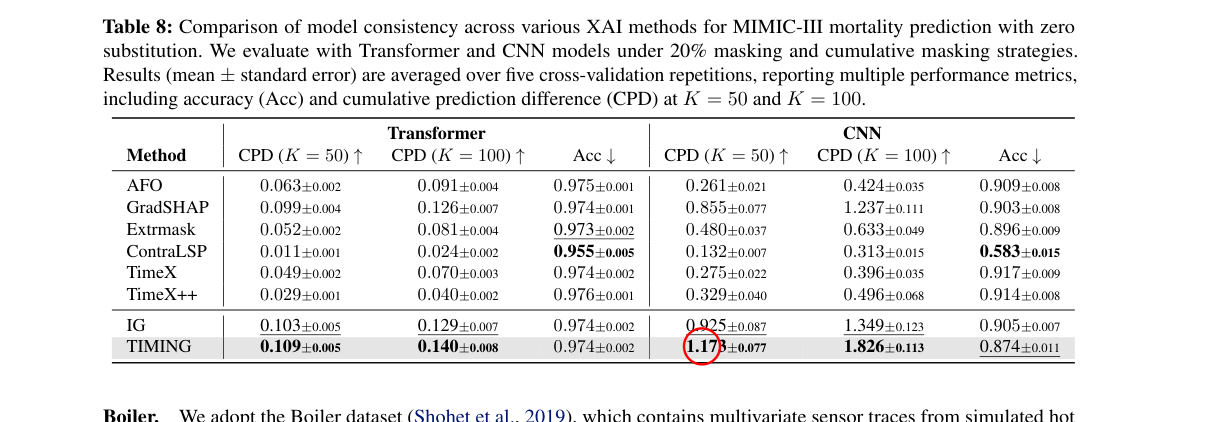 Table 8: Comparison of model consistency across various XAI methods for MIMIC-III mortality prediction with zero
substitution. We evaluate with Transformer and CNN models under 20% masking and cumulative masking strategies.
Results (mean ± standard error) are averaged over five cross-validation repetitions, reporting multiple performance metrics,
including accuracy (Acc) and cumulative prediction difference (CPD) at K = 50 and K = 100.
Transformer CNN
Method CPD (K = 50) ↑ CPD (K = 100) ↑ Acc ↓ CPD (K = 50) ↑ CPD (K = 100) ↑ Acc ↓
AFO 0.063±0.002 0.091±0.004 0.975±0.001 0.261±0.021 0.424±0.035 0.909±0.008
GradSHAP 0.099±0.004 0.126±0.007 0.974±0.001 0.855±0.077 1.237±0.111 0.903±0.008
Extrmask 0.052±0.002 0.081±0.004 0.973±0.002 0.480±0.037 0.633±0.049 0.896±0.009
ContraLSP 0.011±0.001 0.024±0.002 0.955±0.005 0.132±0.007 0.313±0.015 0.583±0.015
TimeX 0.049±0.002 0.070±0.003 0.974±0.002 0.275±0.022 0.396±0.035 0.917±0.009
TimeX++ 0.029±0.001 0.040±0.002 0.976±0.001 0.329±0.040 0.496±0.068 0.914±0.008
IG 0.103±0.005 0.129±0.007 0.974±0.002 0.925±0.087 1.349±0.123 0.905±0.007
TIMING 0.109±0.005 0.140±0.008 0.974±0.002 1.173±0.077 1.826±0.113 0.874±0.011
Boiler. We adopt the Boiler dataset (Shohet et al., 2019), which contains multivariate sensor traces from simulated hot